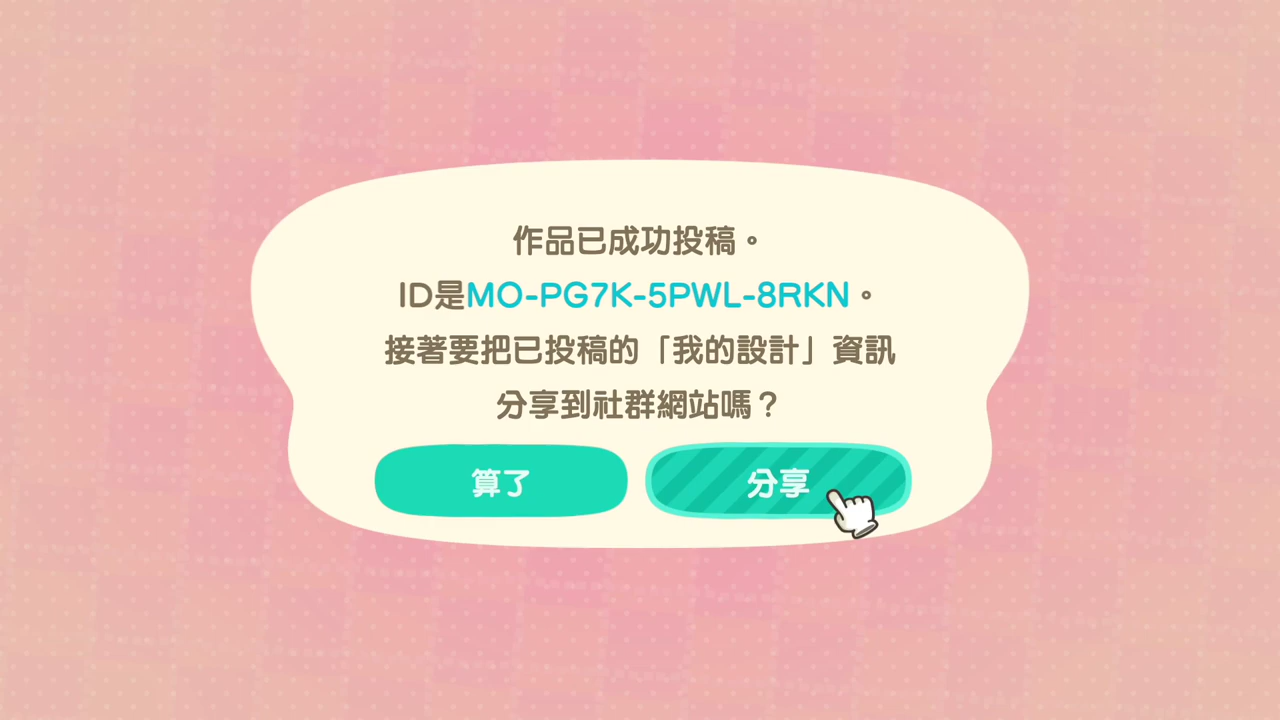 作品已成功投稿。
ID是MO-PG7K-5PWL-8RKN。
接著要把已投稿的「我的設計」資訊
分享到社群網站嗎？
算了
分享